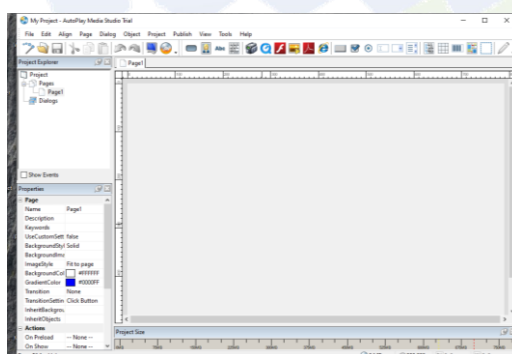 My Project - AutoPlay Media Studio Trial
File Edit Align Page Dialog Object Project Publish View Tools Help
Project Explorer
Page1
Project
Pages
Page1
Dialogs
Show Events
Properties
Page
Name Page1
Description
Keywords
UseCustomSett false
BackgroundStyl Solid
BackgroundIma
ImageStyle Fit to page
BackgroundCol #FFFFFF
GradientColor #0000FF
Transition None
TransitionSettin Click Button
InheritBackgrou
InheritObjects
Actions
On Preload -- None --
On Show -- None --
Project Size